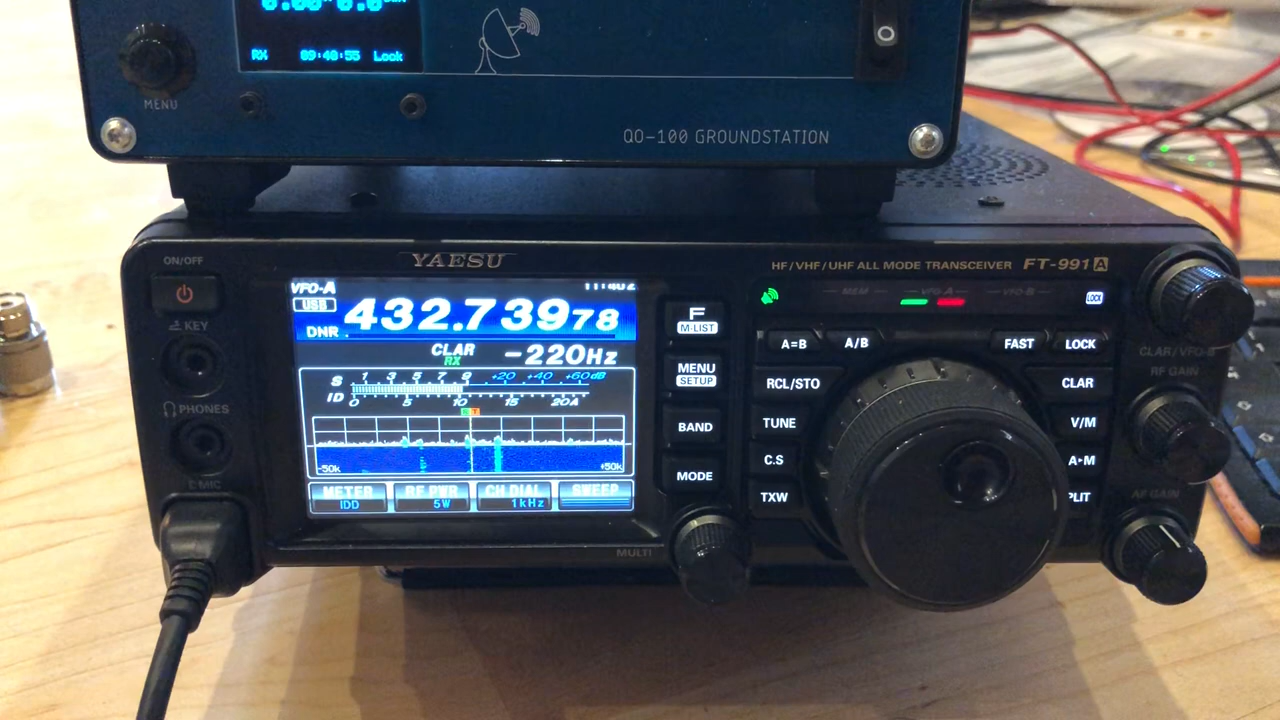 RX 09:40:55 Lock
MENU
QO-100 GROUNDSTATION
ON/OFF
YAESU
HF/VHF/UHF ALL MODE TRANSCEIVER FT-991A
VFO-A
USB
432.739 78
DNR
CLAR
RX
-220Hz
S 1 3 5 7 9 +20 +40 +60dB
ID 0 5 10 15 20A
-50k +50k
METER
IDD
RF PWR
5W
CH DIAL
1kHz
SWEEP
KEY
PHONES
MIC
F
M-LIST
MENU
SETUP
BAND
MODE
MULTI
MEM VFO-A VFO-B
LOCK
A=B A/B FAST LOCK
RCL/STO CLAR
TUNE V/M
C.S A▸M
TXW PLIT
CLAR/VFO-B
RF GAIN
AF GAIN